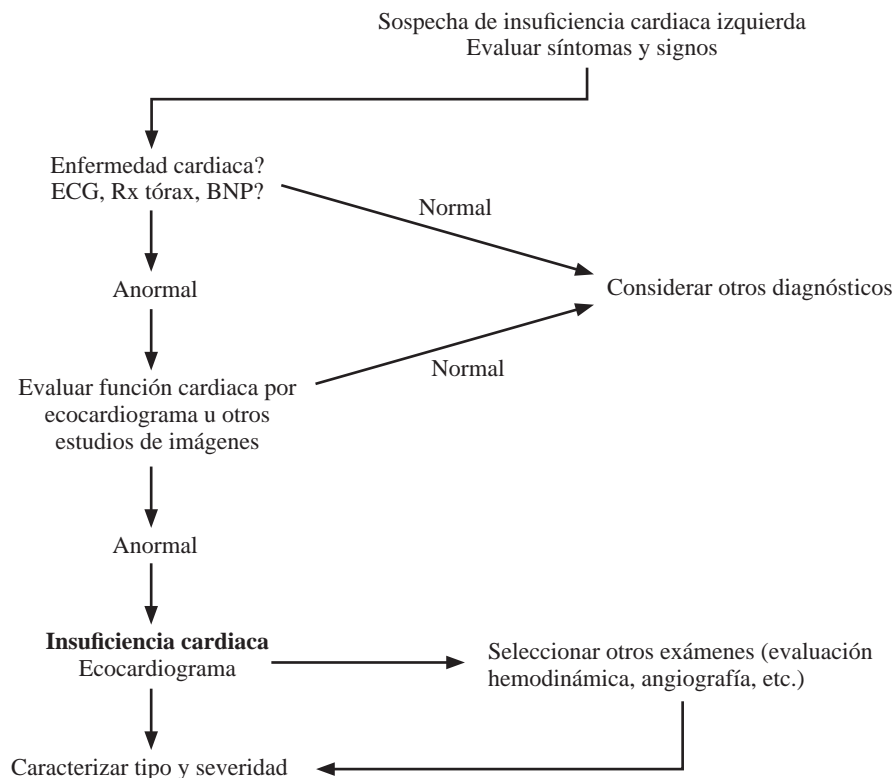 Sospecha de insuficiencia cardiaca izquierda
Evaluar síntomas y signos
Enfermedad cardiaca?
ECG, Rx tórax, BNP?
Normal
Anormal
Considerar otros diagnósticos
Normal
Evaluar función cardiaca por
ecocardiograma u otros
estudios de imágenes
Anormal
Insuficiencia cardiaca
Ecocardiograma
Seleccionar otros exámenes (evaluación
hemodinámica, angiografía, etc.)
Caracterizar tipo y severidad